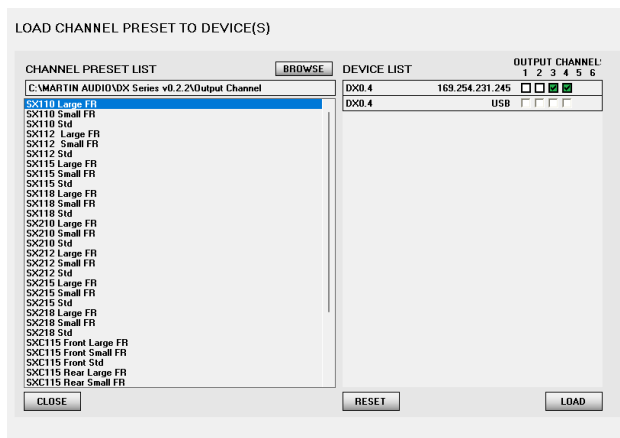 LOAD CHANNEL PRESET TO DEVICE(S)
CHANNEL PRESET LIST
BROWSE
C:\MARTIN AUDIO\DX Series v0.2.2\Output Channel
SX110 Large FR
SX110 Small FR
SX110 Std
SX112  Large FR
SX112  Small FR
SX112 Std
SX115 Large FR
SX115 Small FR
SX115 Std
SX118 Large FR
SX118 Small FR
SX118 Std
SX210 Large FR
SX210 Small FR
SX210 Std
SX212 Large FR
SX212 Small FR
SX212 Std
SX215 Large FR
SX215 Small FR
SX215 Std
SX218 Large FR
SX218 Small FR
SX218 Std
SXC115 Front Large FR
SXC115 Front Small FR
SXC115 Front Std
SXC115 Rear Large FR
SXC115 Rear Small FR
CLOSE
DEVICE LIST
OUTPUT CHANNEL:
1 2 3 4 5 6
DX0.4 169.254.231.245
DX0.4 USB
RESET
LOAD